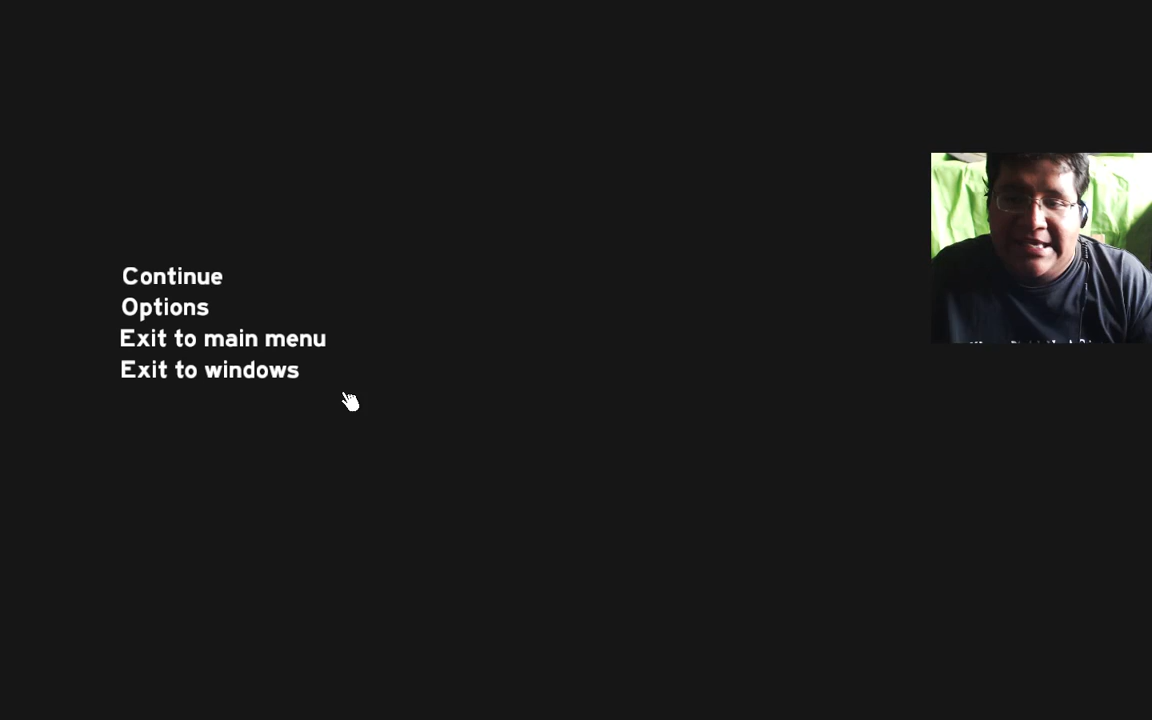 Continue
Options
Exit to main menu
Exit to windows